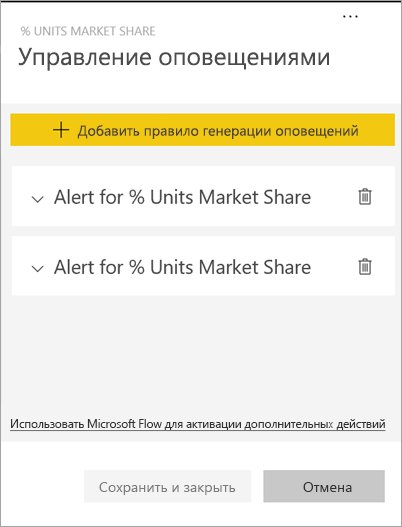 % UNITS MARKET SHARE
Управление оповещениями
Добавить правило генерации оповещений
Alert for % Units Market Share
Alert for % Units Market Share
Использовать Microsoft Flow для активации дополнительных действий
Сохранить и закрыть
Отмена